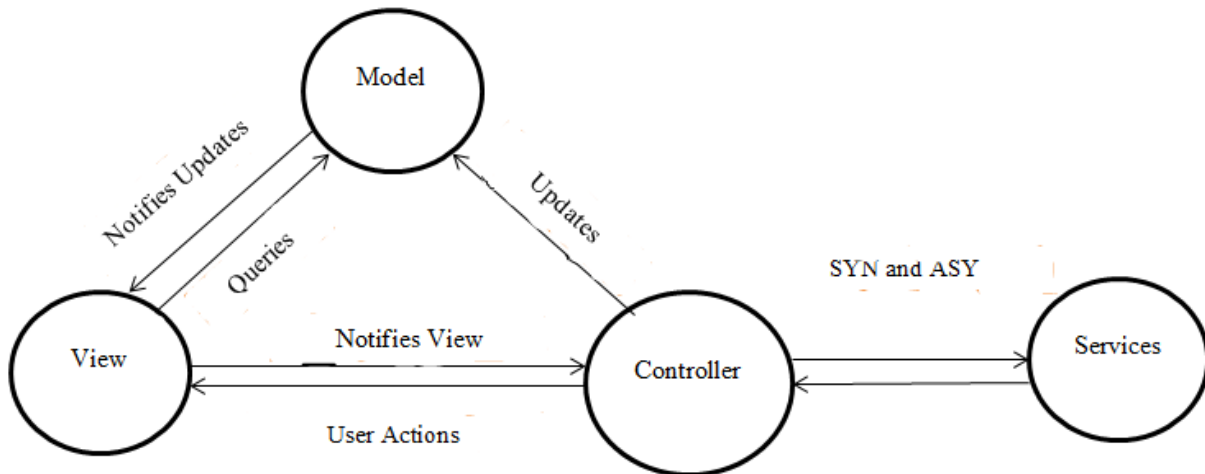 Model
Notifies Updates
Queries
Updates
SYN and ASY
View
Notifies View
Controller
Services
User Actions